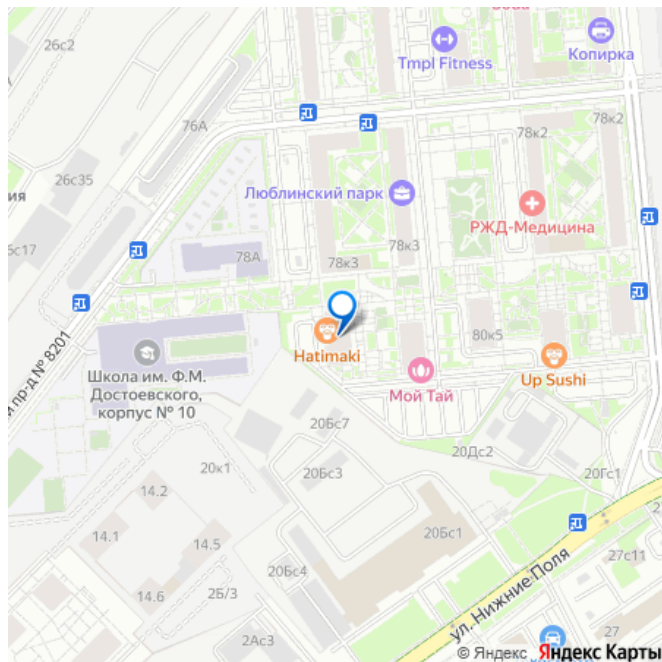 26с2
Tmpl Fitness
Копирка
76А
78к2
78к2
26с35
Люблинский парк
РЖД-Медицина
78А
78к3
78к3
80к5
Hatimaki
Мой Тай
Up Sushi
пр-д № 8201
Школа им. Ф.М.
Достоевского,
корпус № 10
20Бс7
20к1
20Бс3
20Дс2
20Гс1
14.2
14.1
14.5
20Бс1
20Бс4
14.6
2Б/3
2Ас3
ул. Нижние Поля
27с11
27
© Яндекс Яндекс Карты